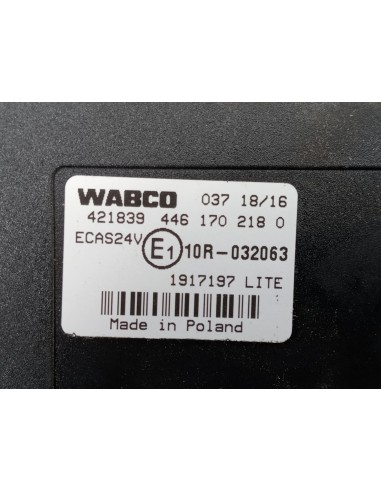 WABCO 037 18/16
421839 446 170 218 0
ECAS24V E1 10R-032063
1917197 LITE
Made in Poland